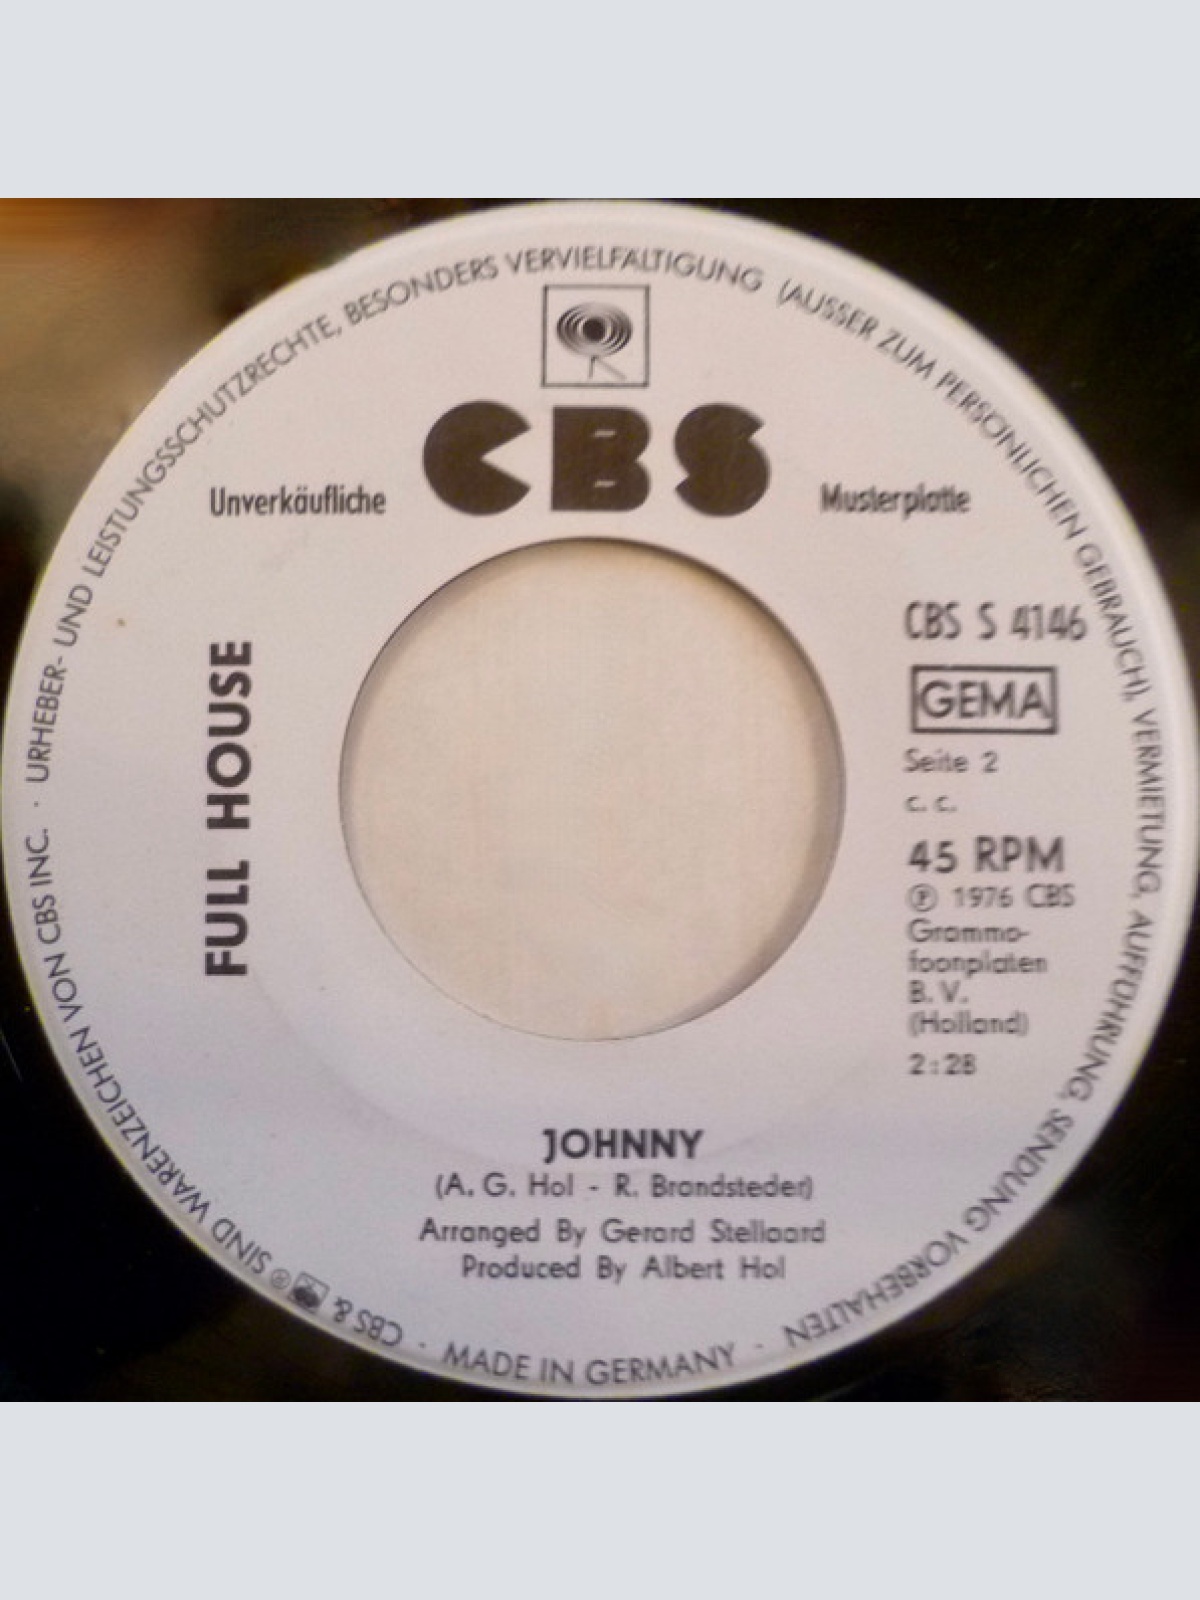 URHEBER- UND LEISTUNGSSCHUTZRECHTE, BESONDERS VERVIELFÄLTIGUNG (AUSSER ZUM PERSÖNLICHEN GEBRAUCH), VERMIETUNG, AUFFÜHRUNG, SENDUNG VORBEHALTEN
CBS
Unverkäufliche Musterplatte
FULL HOUSE
CBS S 4146
GEMA
Seite 2
c. c.
45 RPM
Ⓟ 1976 CBS
Grammo-
foonplaten
B. V.
(Holland)
2:28
JOHNNY
(A. G. Hol - R. Brandsteder)
Arranged By Gerard Stellaard
Produced By Albert Hol
· MADE IN GERMANY ·
CBS & ® SIND WARENZEICHEN VON CBS INC. ·